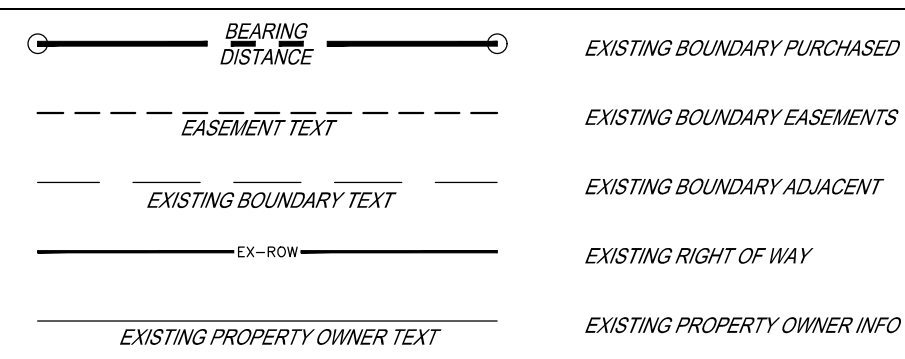 BEARING
DISTANCE
EXISTING BOUNDARY PURCHASED
EASEMENT TEXT
EXISTING BOUNDARY EASEMENTS
EXISTING BOUNDARY TEXT
EXISTING BOUNDARY ADJACENT
EX-ROW
EXISTING RIGHT OF WAY
EXISTING PROPERTY OWNER TEXT
EXISTING PROPERTY OWNER INFO